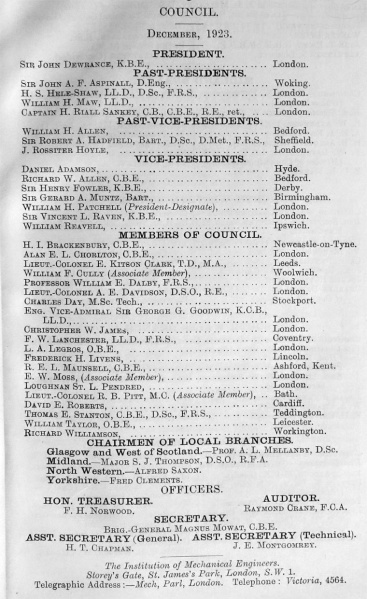 COUNCIL.
DECEMBER, 1923.
PRESIDENT.
SIR JOHN DEWRANCE, K.B.E., London.
PAST-PRESIDENTS.
SIR JOHN A. F. ASPINALL, D.Eng., Woking.
H. S. HELE-SHAW, LL.D., D.Sc., F.R.S., London.
WILLIAM H. MAW, LL.D., London.
CAPTAIN H. RIALL SANKEY, C.B., C.B.E., R.E., ret., London.
PAST-VICE-PRESIDENTS.
WILLIAM H. ALLEN, Bedford.
SIR ROBERT A. HADFIELD, BART., D.Sc., D.Met., F.R.S., Sheffield.
J. ROSSITER HOYLE, London.
VICE-PRESIDENTS.
DANIEL ADAMSON, Hyde.
RICHARD W. ALLEN, C.B.E., Bedford.
SIR HENRY FOWLER, K.B.E., Derby.
SIR GERARD A. MUNTZ, BART., Birmingham.
WILLIAM H. PATCHELL (President-Designate), London.
SIR VINCENT L. RAVEN, K.B.E., London.
WILLIAM REAVELL, Ipswich.
MEMBERS OF COUNCIL.
H. I. BRACKENBURY, C.B.E., Newcastle-on-Tyne.
ALAN E. L. CHORLTON, C.B.E., London.
LIEUT.-COLONEL E. KITSON CLARK, T.D., M.A., Leeds.
WILLIAM F. CULLY (Associate Member), Woolwich.
PROFESSOR WILLIAM E. DALBY, F.R.S., London.
LIEUT.-COLONEL A. E. DAVIDSON, D.S.O., R.E., London.
CHARLES DAY, M.Sc. Tech., Stockport.
ENG. VICE-ADMIRAL SIR GEORGE G. GOODWIN, K.C.B.,
LL.D., London.
CHRISTOPHER W. JAMES, London.
F. W. LANCHESTER, LL.D., F.R.S., Coventry.
L. A. LEGROS, O.B.E., London.
FREDERICK H. LIVENS, Lincoln.
R. E. L. MAUNSELL, C.B.E., Ashford, Kent.
E. W. MOSS, (Associate Member), London.
LOUGHNAN ST. L. PENDRED, London.
LIEUT.-COLONEL R. B. PITT, M.C. (Associate Member), Bath.
DAVID E. ROBERTS, Cardiff.
THOMAS E. STANTON, C.B.E., D.Sc., F.R.S., Teddington.
WILLIAM TAYLOR, O.B.E., Leicester.
RICHARD WILLIAMSON, Workington.
CHAIRMEN OF LOCAL BRANCHES.
Glasgow and West of Scotland.—PROF. A. L. MELLANBY, D.Sc.
Midland.—MAJOR S. J. THOMPSON, D.S.O., R.F.A.
North Western.—ALFRED SAXON.
Yorkshire.—FRED CLEMENTS.
OFFICERS.
HON. TREASURER. AUDITOR.
F. H. NORWOOD. RAYMOND CRANE, F.C.A.
SECRETARY.
BRIG.-GENERAL MAGNUS MOWAT, C.B.E.
ASST. SECRETARY (General). ASST. SECRETARY (Technical).
H. T. CHAPMAN. J. E. MONTGOMREY.
The Institution of Mechanical Engineers.
Storey's Gate, St. James's Park, London, S.W. 1.
Telegraphic Address:—Mech, Parl, London. Telephone: Victoria, 4564.